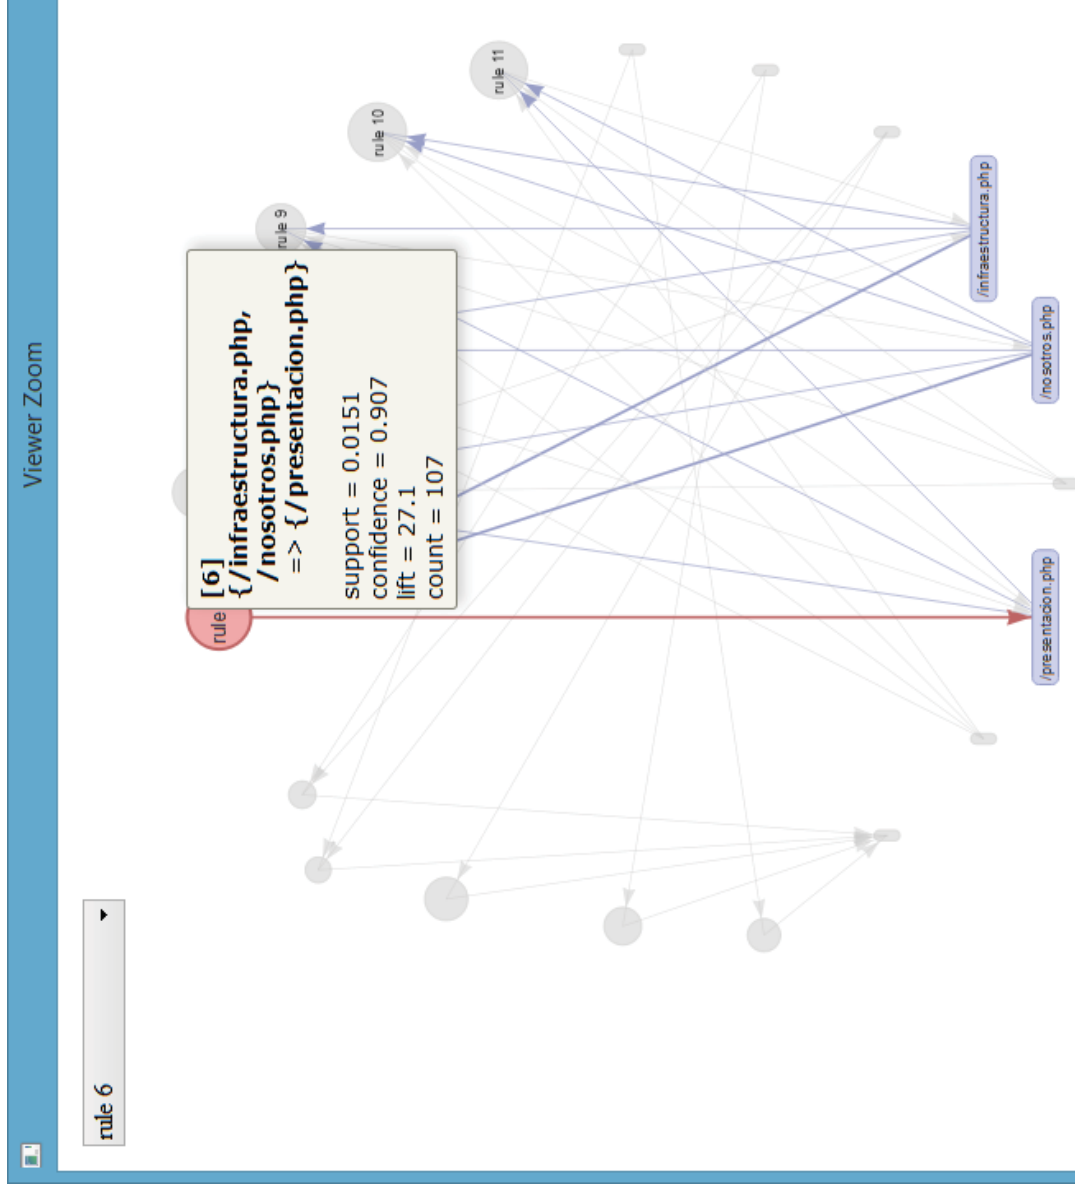 Viewer Zoom
rule 6
[6]
{/infraestructura.php,
/nosotros.php}
=> {/presentacion.php}
support = 0.0151
confidence = 0.907
lift = 27.1
count = 107
rule
rule 9
rule 10
rule 11
/presentacion.php
/nosotros.php
/infraestructura.php